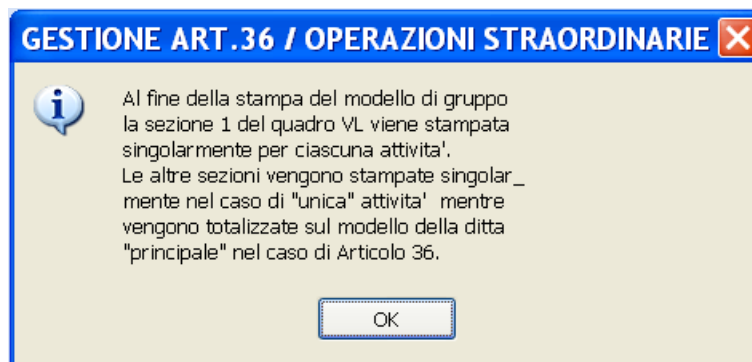 GESTIONE ART.36 / OPERAZIONI STRAORDINARIE
Al fine della stampa del modello di gruppo
la sezione 1 del quadro VL viene stampata
singolarmente per ciascuna attivita'.
Le altre sezioni vengono stampate singolar_
mente nel caso di "unica" attivita' mentre
vengono totalizzate sul modello della ditta
"principale" nel caso di Articolo 36.
OK